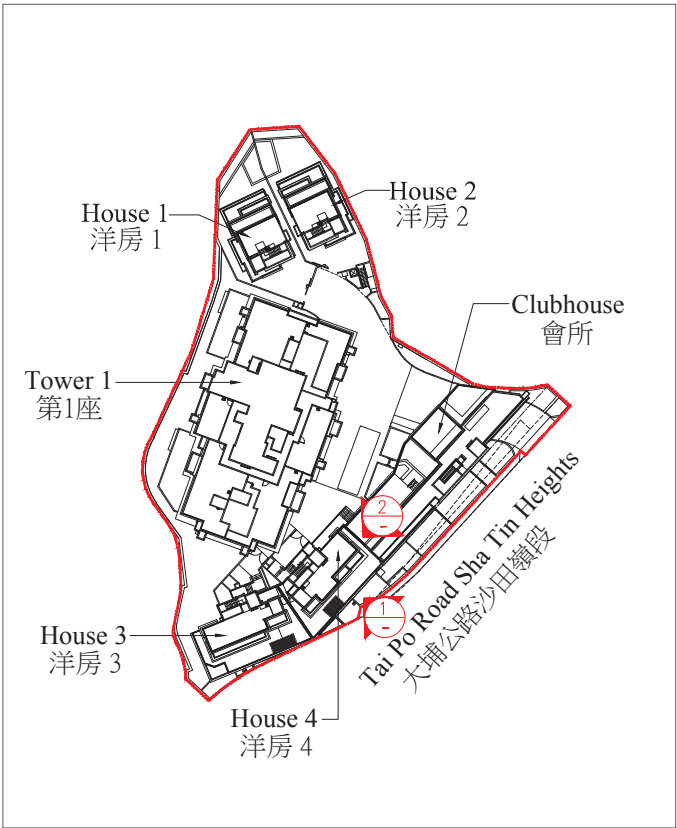 House 1
洋房 1
House 2
洋房 2
Clubhouse
會所
Tower 1
第1座
2
-
1
-
Tai Po Road Sha Tin Heights
大埔公路沙田嶺段
House 3
洋房 3
House 4
洋房 4